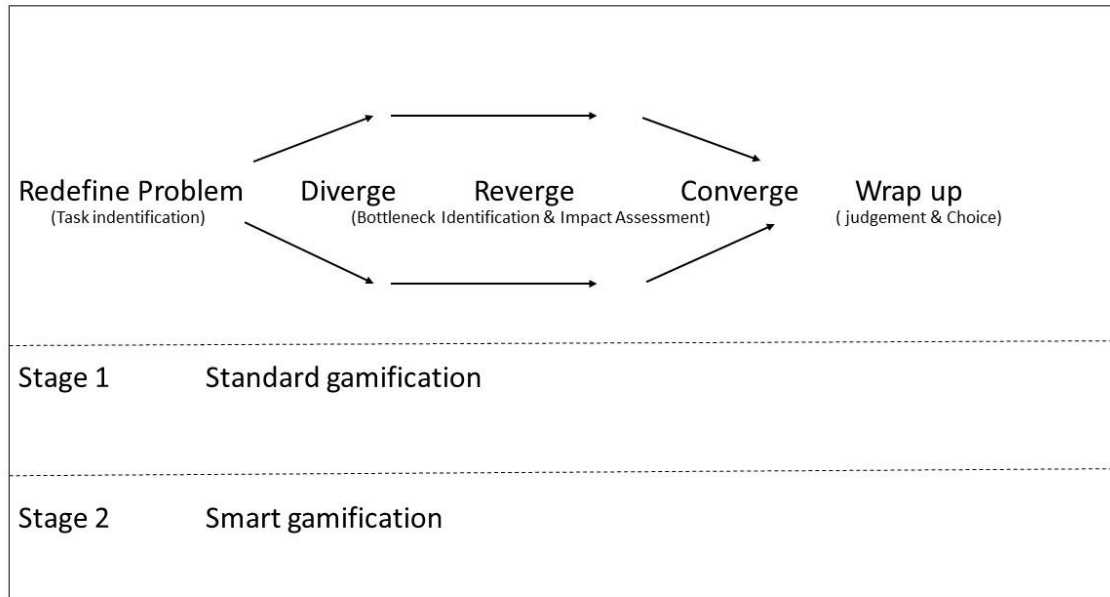 Redefine Problem Diverge Reverge Converge Wrap up
(Task indentification) (Bottleneck Identification & Impact Assessment) ( judgement & Choice)
Stage 1 Standard gamification
Stage 2 Smart gamification